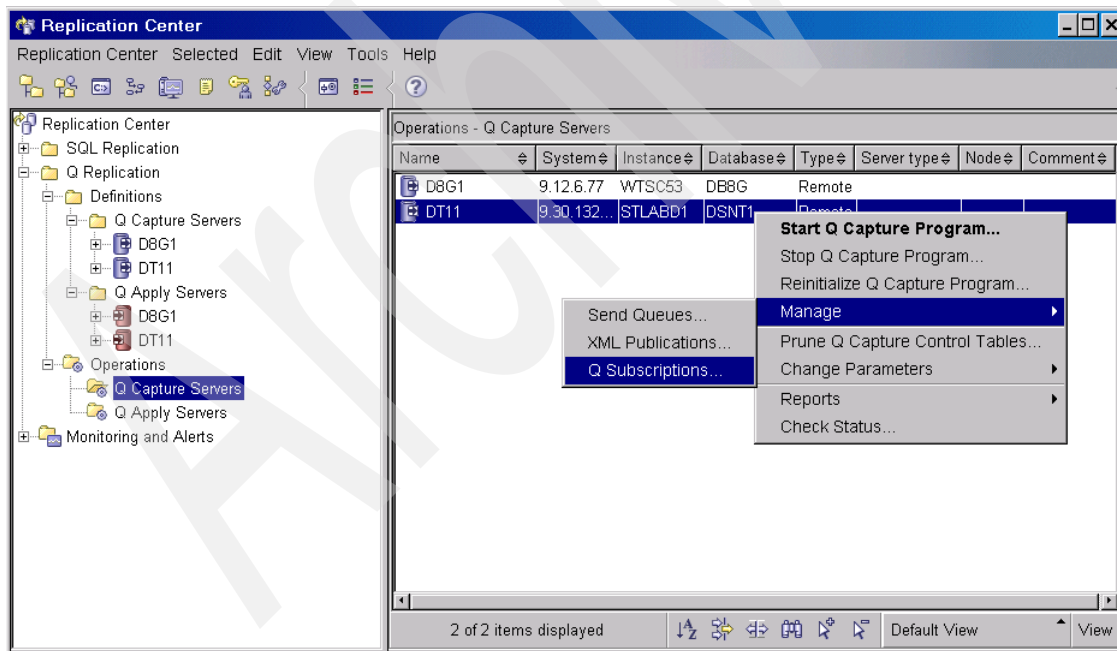 Replication Center
Replication Center Selected Edit View Tools Help
Replication Center
SQL Replication
Q Replication
Definitions
Q Capture Servers
D8G1
DT11
Q Apply Servers
D8G1
DT11
Operations
Q Capture Servers
Q Apply Servers
Monitoring and Alerts
Operations - Q Capture Servers
Name System Instance Database Type Server type Node Comment
D8G1 9.12.6.77 WTSC53 DB8G Remote
DT11 9.30.132... STLABD1 DSNT1 Remote
Start Q Capture Program...
Stop Q Capture Program...
Reinitialize Q Capture Program...
Manage
Prune Q Capture Control Tables...
Change Parameters
Reports
Check Status...
Send Queues...
XML Publications...
Q Subscriptions...
2 of 2 items displayed
Default View
View